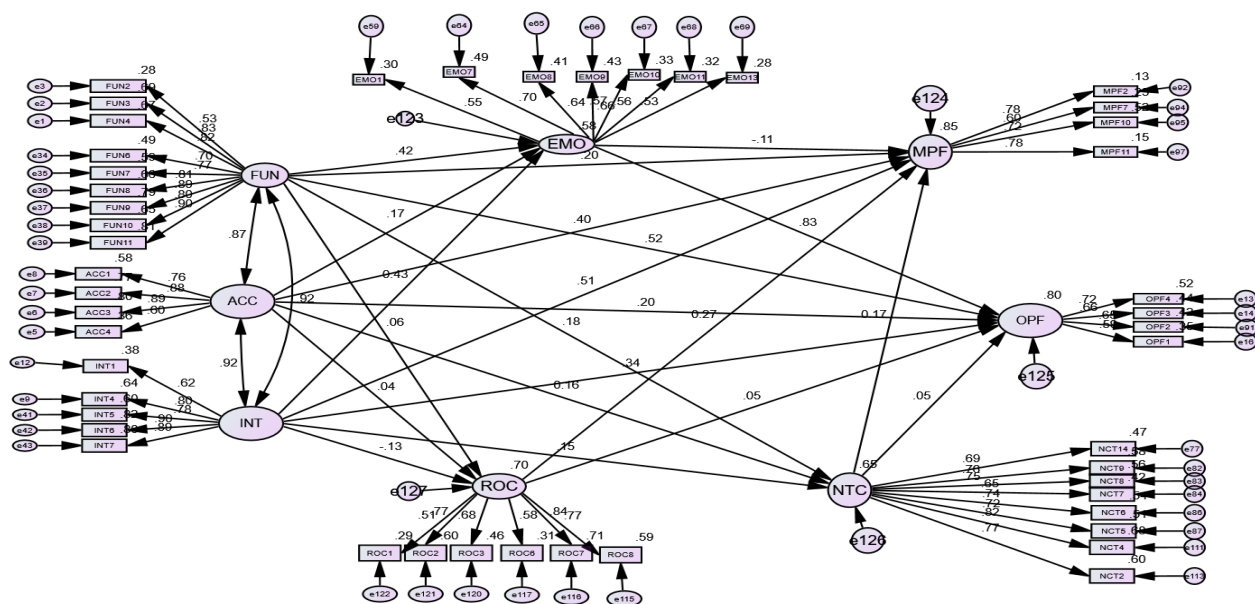 e59 e64 e65 e66 e67 e68 e69
.30 .49 .41 .43 .33 .32 .28
EMO1 EMO7 EMO8 EMO9 EMO10 EMO11 EMO13
.55 .70 .64 .57 .66 .56 .53
e123
.58
EMO
e3 FUN2 .28
e2 FUN3
e1 FUN4
.53
.83
.82
e34 FUN6 .49
e35 FUN7
e36 FUN8
e37 FUN9
e38 FUN10
e39 FUN11
.70
.77
.81
.89
.80
.90
.65
.81
FUN
e124
.85
MPF
.78
.60
.72
.78
.13
MPF2 e92
MPF7 e94
MPF10 e95
.15
MPF11 e97
.42
.20
-.11
.17
.40
.83
.52
.87
0.43
.92
.51
e8 ACC1 .58
e7 ACC2
e6 ACC3
e5 ACC4
.76
.88
.89
.60
ACC
.20
.06
.18
0.27
0.17
.80
OPF
.72
.66
.52
OPF4 e13
OPF3 e14
OPF2 e91
OPF1 e16
e125
.92
e12 INT1 .38
.62
.64
e9 INT4
e41 INT5
e42 INT6
e43 INT7
.80
.78
.90
.89
INT
.04
.34
0.16
.05
.05
-.13
.15
.70
ROC
e127
.65
NTC
e126
.51 .77 .68 .58 .84 .77
.29 .60 .46 .31 .71 .59
ROC1 ROC2 ROC3 ROC6 ROC7 ROC8
e122 e121 e120 e117 e116 e115
.69
.75
.65
.74
.72
.82
.77
.47
NCT14 e77
NCT9 e82
NCT8 e83
NCT7 e84
NCT6 e86
NCT5 e87
NCT4 e111
.60
NCT2 e113